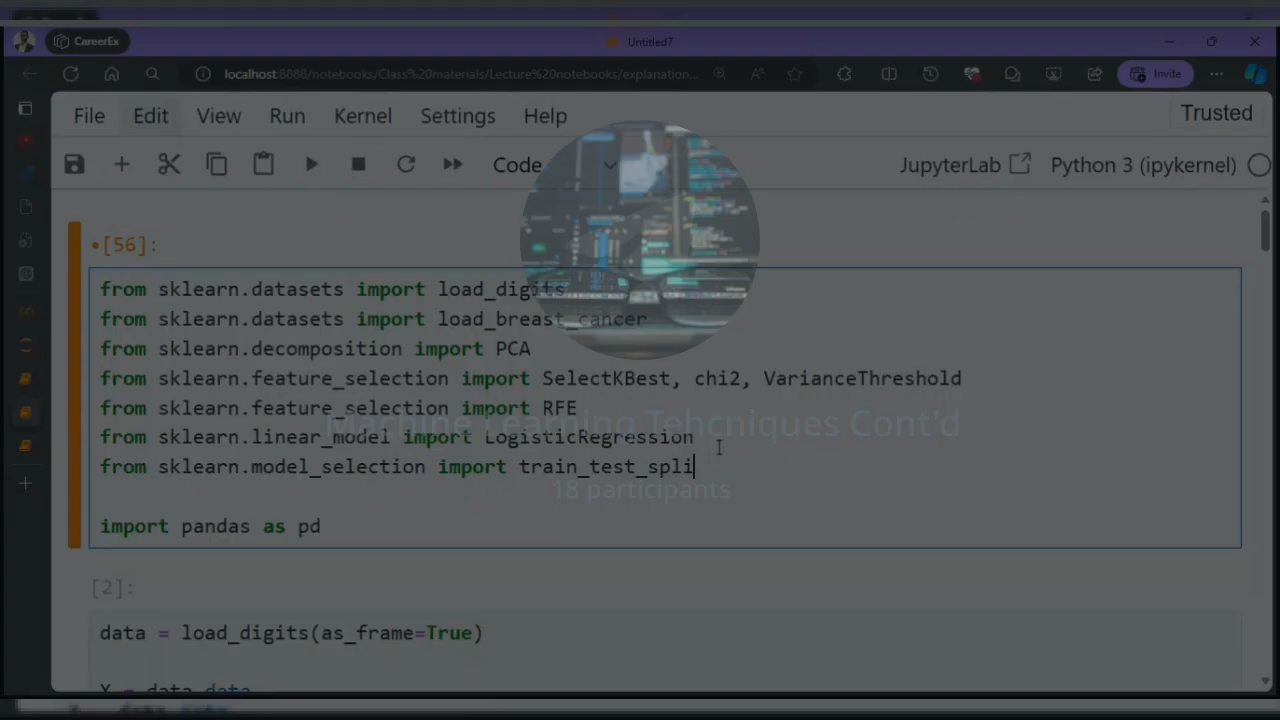 CareerEx
Untitled7
localhost:8888/notebooks/Class%20materials/Lecture%20notebooks/explanation...
Invite
File Edit View Run Kernel Settings Help
Trusted
Code
JupyterLab
Python 3 (ipykernel)
[56]:
from sklearn.datasets import load_digits
from sklearn.datasets import load_breast_cancer
from sklearn.decomposition import PCA
from sklearn.feature_selection import SelectKBest, chi2, VarianceThreshold
from sklearn.feature_selection import RFE
Machine Learning Tehcniques Cont'd
from sklearn.linear_model import LogisticRegression
from sklearn.model_selection import train_test_spli
18 participants
import pandas as pd
[2]:
data = load_digits(as_frame=True)
X = data.data